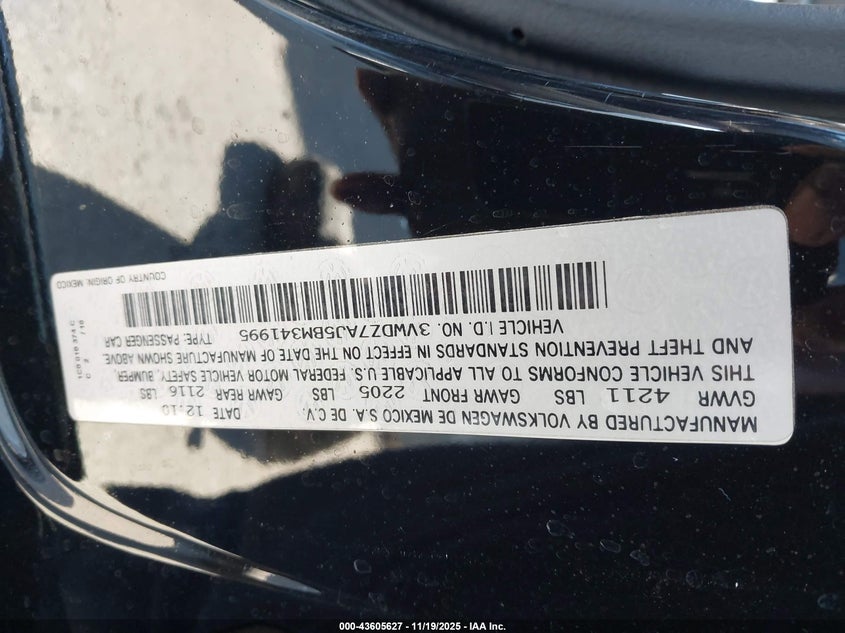 MANUFACTURED BY VOLKSWAGEN DE MEXICO S.A. DE C.V. DATE 12-10
GVWR 4211 LBS GAWR FRONT 2205 LBS GAWR REAR 2116 LBS
THIS VEHICLE CONFORMS TO ALL APPLICABLE U.S. FEDERAL MOTOR VEHICLE SAFETY, BUMPER,
AND THEFT PREVENTION STANDARDS IN EFFECT ON THE DATE OF MANUFACTURE SHOWN ABOVE.
VEHICLE I.D. NO. 3VWDZ7AJ5BM341995 TYPE: PASSENGER CAR
COUNTRY OF ORIGIN: MEXICO
000-43605627 - 11/19/2025 - IAA Inc.